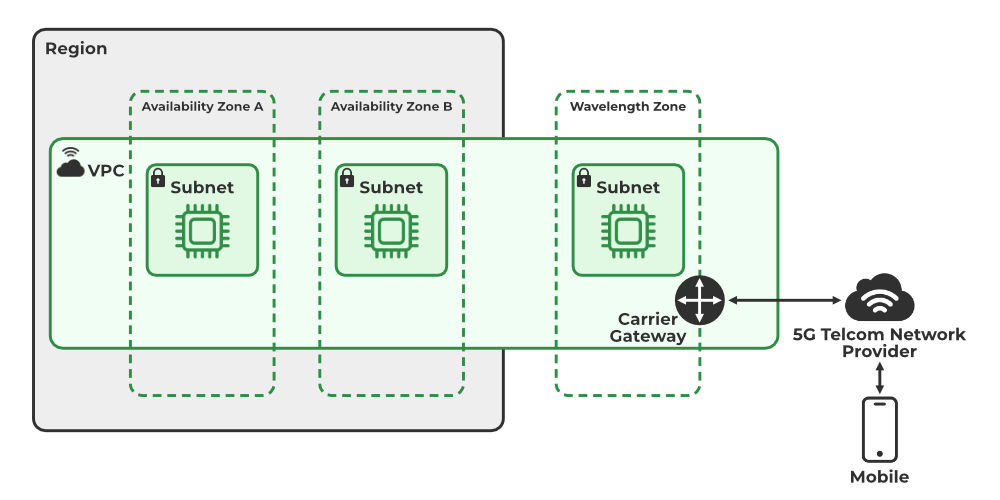 Region
Availability Zone A
Availability Zone B
Wavelength Zone
VPC
Subnet
Subnet
Subnet
Carrier
Gateway
5G Telcom Network
Provider
Mobile